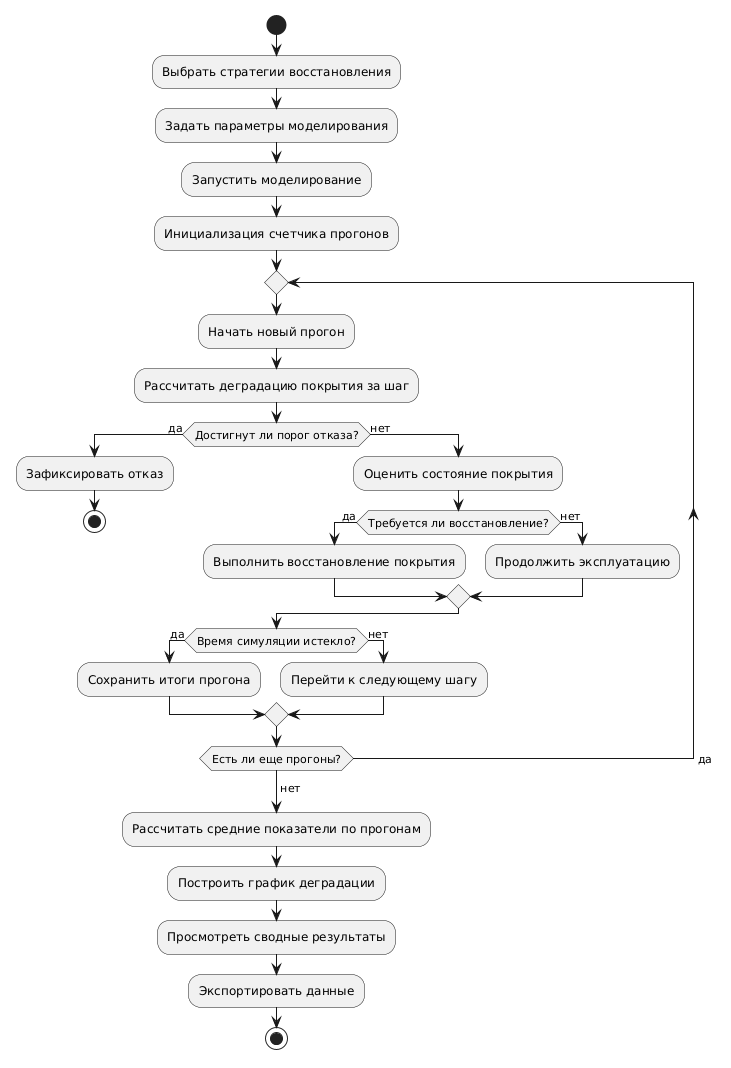 Выбрать стратегии восстановления
Задать параметры моделирования
Запустить моделирование
Инициализация счетчика прогонов
Начать новый прогон
Рассчитать деградацию покрытия за шаг
да
Достигнут ли порог отказа?
нет
Зафиксировать отказ
Оценить состояние покрытия
да
Требуется ли восстановление?
нет
Выполнить восстановление покрытия
Продолжить эксплуатацию
да
Время симуляции истекло?
нет
Сохранить итоги прогона
Перейти к следующему шагу
Есть ли еще прогоны?
да
нет
Рассчитать средние показатели по прогонам
Построить график деградации
Просмотреть сводные результаты
Экспортировать данные